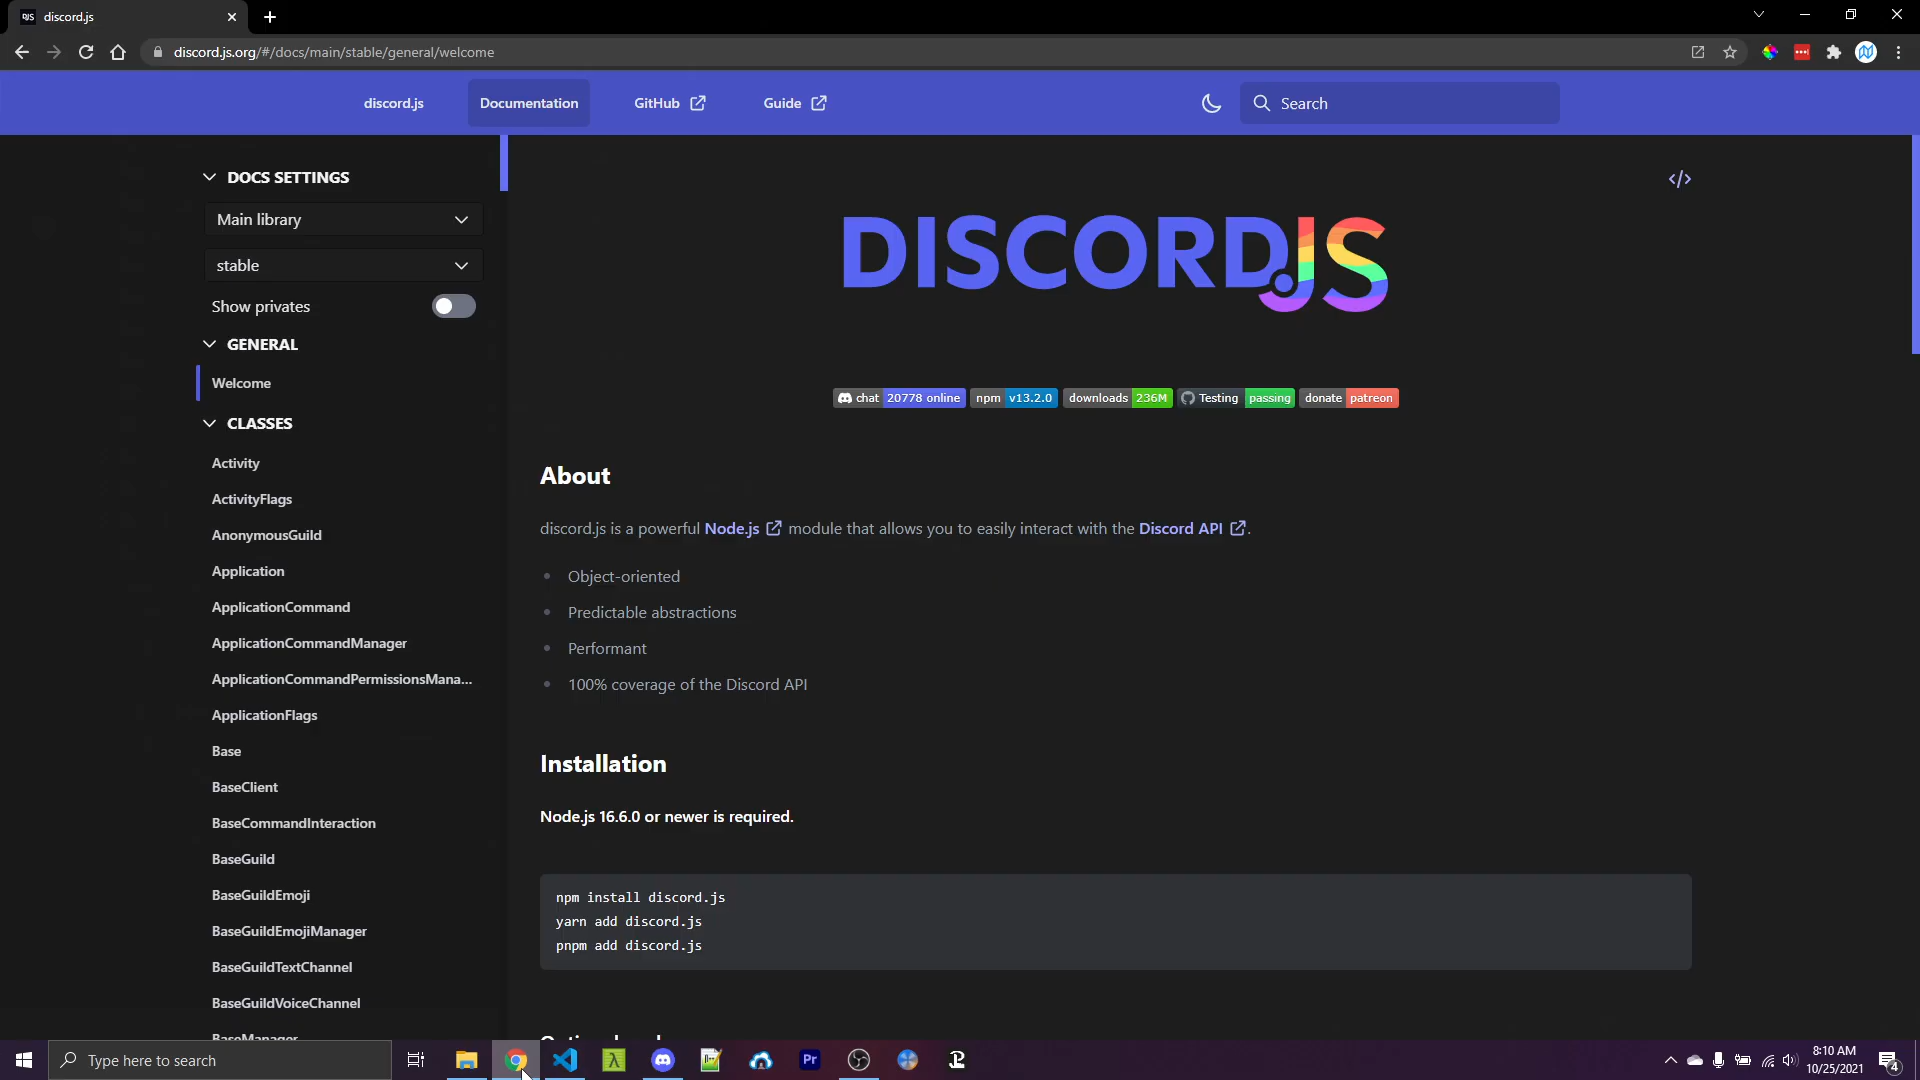 DJS discord.js
discord.js.org/#/docs/main/stable/general/welcome
discord.js Documentation GitHub Guide Search
DOCS SETTINGS
Main library
stable
Show privates
GENERAL
Welcome
CLASSES
Activity
ActivityFlags
AnonymousGuild
Application
ApplicationCommand
ApplicationCommandManager
ApplicationCommandPermissionsMana...
ApplicationFlags
Base
BaseClient
BaseCommandInteraction
BaseGuild
BaseGuildEmoji
BaseGuildEmojiManager
BaseGuildTextChannel
BaseGuildVoiceChannel
BaseManager
DISCORD.JS
chat 20778 online npm v13.2.0 downloads 236M Testing passing donate patreon
About
discord.js is a powerful Node.js module that allows you to easily interact with the Discord API .
Object-oriented
Predictable abstractions
Performant
100% coverage of the Discord API
Installation
Node.js 16.6.0 or newer is required.
npm install discord.js
yarn add discord.js
pnpm add discord.js
Type here to search
Pr
8:10 AM
10/25/2021
4